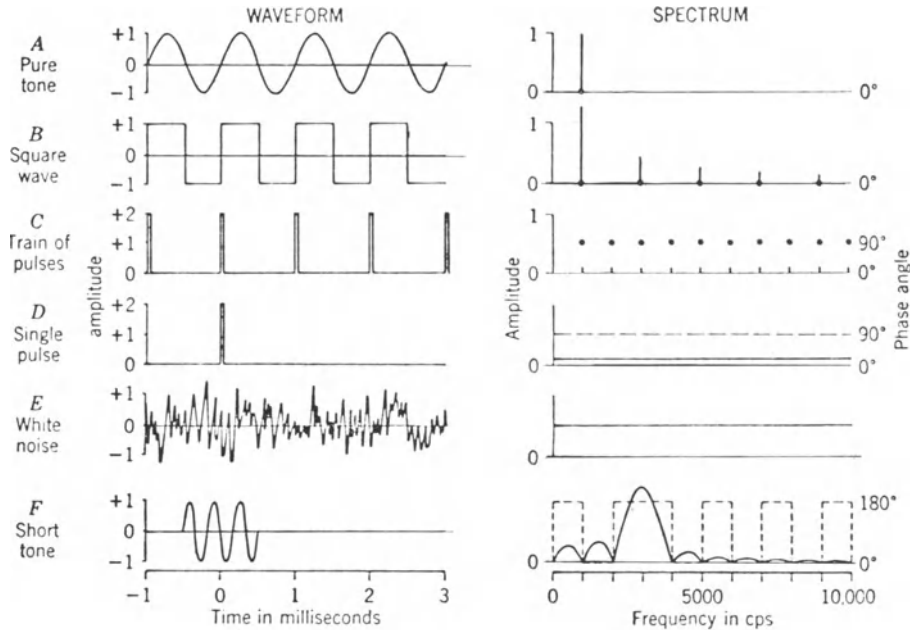 WAVEFORM
SPECTRUM
A
Pure
tone
+1
0
−1
1
0
0°
B
Square
wave
+1
0
−1
1
0
0°
C
Train of
pulses
+2
+1
0
1
0
90°
0°
D
Single
pulse
+2
+1
0
0
90°
0°
E
White
noise
+1
0
−1
0
F
Short
tone
+1
0
−1
0
180°
0°
amplitude
Amplitude
Phase angle
−1 0 1 2 3
Time in milliseconds
0 5000 10,000
Frequency in cps